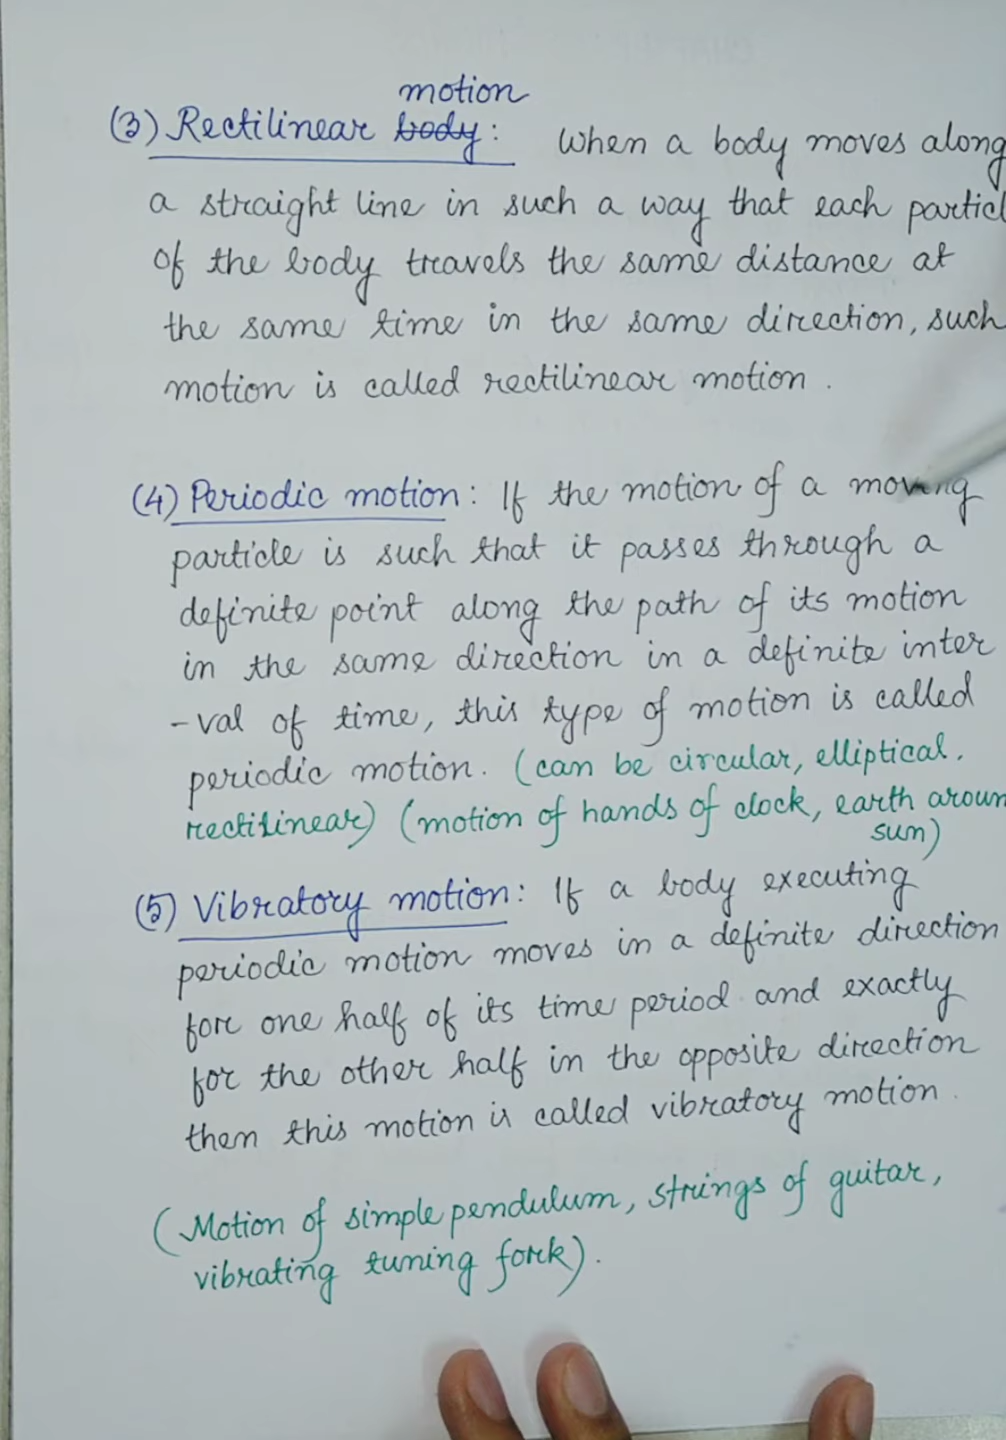 motion
(3) Rectilinear body: When a body moves along
a straight line in such a way that each particl
of the body travels the same distance at
the same time in the same direction, such
motion is called rectilinear motion.
(4) Periodic motion: If the motion of a moving
particle is such that it passes through a
definite point along the path of its motion
in the same direction in a definite inter
-val of time, this type of motion is called
periodic motion. (can be circular, elliptical.
rectilinear) (motion of hands of clock, earth aroun
sun)
(5) Vibratory motion: If a body executing
periodic motion moves in a definite direction
for one half of its time period and exactly
for the other half in the opposite direction
then this motion is called vibratory motion.
(Motion of simple pendulum, strings of guitar,
vibrating tuning fork).